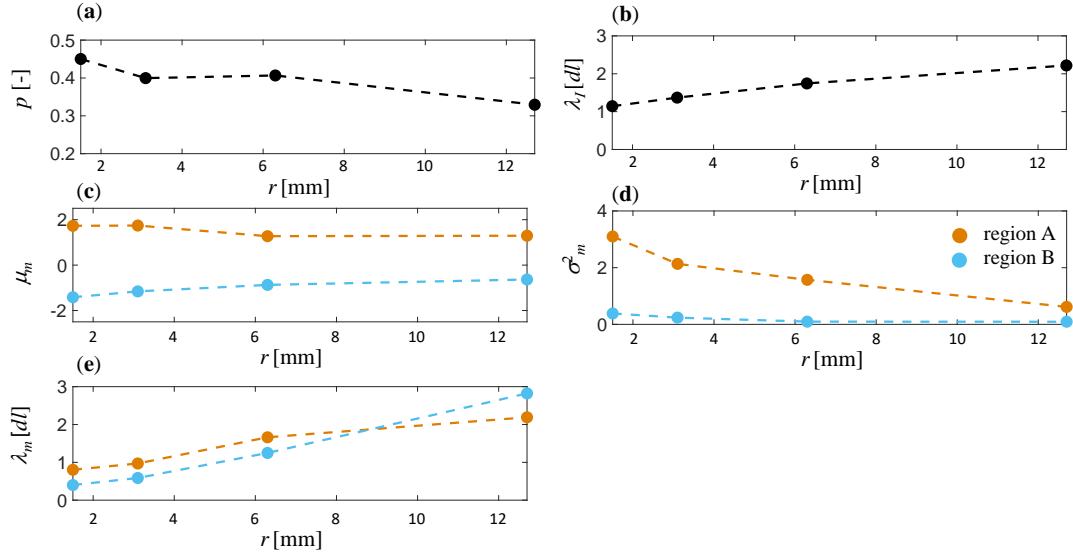 (a)
0.5
0.4
0.3
0.2
p [-]
2 4 6 8 10 12
r [mm]
(b)
3
2
1
0
λ_I [dl]
2 4 6 8 10 12
r [mm]
(c)
2
0
-2
μ_m
2 4 6 8 10 12
r [mm]
(d)
4
2
0
σ²_m
region A
region B
2 4 6 8 10 12
r [mm]
(e)
3
2
1
0
λ_m [dl]
2 4 6 8 10 12
r [mm]